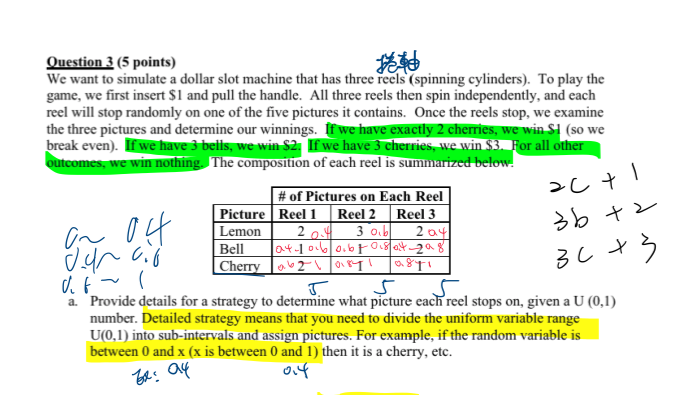 Question 3 (5 points)
捲軸
We want to simulate a dollar slot machine that has three reels (spinning cylinders). To play the
game, we first insert $1 and pull the handle. All three reels then spin independently, and each
reel will stop randomly on one of the five pictures it contains. Once the reels stop, we examine
the three pictures and determine our winnings. If we have exactly 2 cherries, we win $1 (so we
break even). If we have 3 bells, we win $2. If we have 3 cherries, we win $3. For all other
outcomes, we win nothing. The composition of each reel is summarized below.
2C + 1
3b + 2
3C + 3
# of Pictures on Each Reel
Picture Reel 1 Reel 2 Reel 3
Lemon 2 0.4 3 0.6 2 0.4
Bell 0.4 1 0.6 0.6 1 0.8 0.4 2 0.8
Cherry 0.6 2 1 0.8 1 1 0.8 1 1
0~ 0.4
0.4~ 0.6
0.6~ 1
5 5 5
a. Provide details for a strategy to determine what picture each reel stops on, given a U (0,1)
number. Detailed strategy means that you need to divide the uniform variable range
U(0,1) into sub-intervals and assign pictures. For example, if the random variable is
between 0 and x (x is between 0 and 1) then it is a cherry, etc.
0.4 0.4